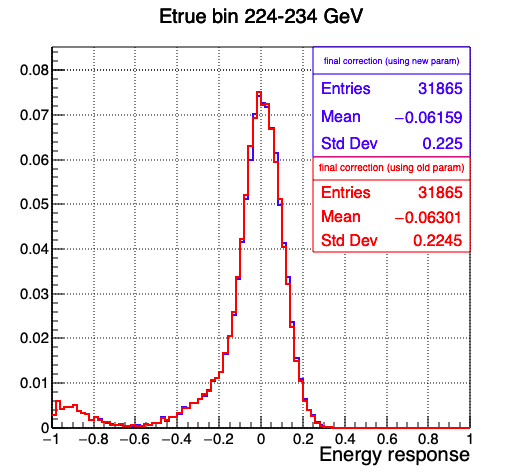 Etrue bin 224-234 GeV
final correction (using new param)
Entries 31865
Mean −0.06159
Std Dev 0.225
final correction (using old param)
Entries 31865
Mean −0.06301
Std Dev 0.2245
0.08
0.07
0.06
0.05
0.04
0.03
0.02
0.01
0
−1 −0.8 −0.6 −0.4 −0.2 0 0.2 0.4 0.6 0.8 1
Energy response